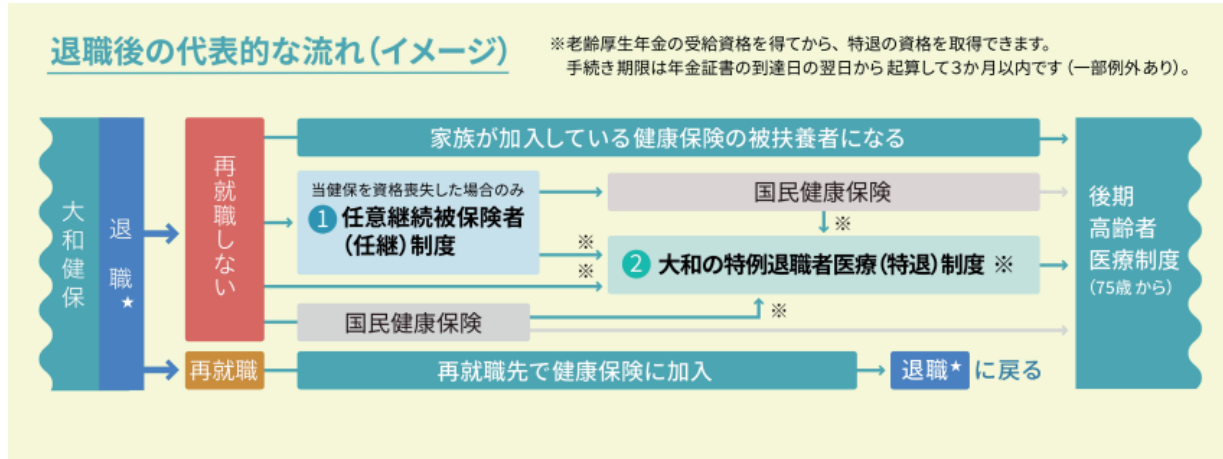 退職後の代表的な流れ(イメージ)
※老齢厚生年金の受給資格を得てから、特退の資格を取得できます。
手続き期限は年金証書の到達日の翌日から起算して3か月以内です(一部例外あり)。
大和健保
退職★
再就職しない
家族が加入している健康保険の被扶養者になる
当健保を資格喪失した場合のみ
1 任意継続被保険者
(任継)制度
国民健康保険
※
※
※
2 大和の特例退職者医療(特退)制度 ※
国民健康保険
※
再就職
再就職先で健康保険に加入
退職★ に戻る
後期
高齢者
医療制度
(75歳から)